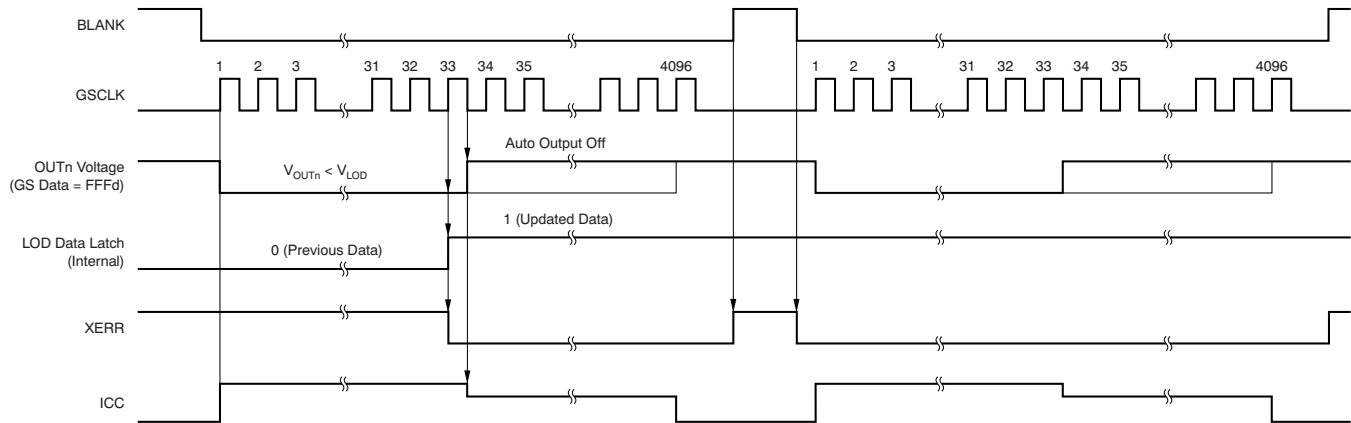 BLANK
1 2 3 31 32 33 34 35 4096 1 2 3 31 32 33 34 35 4096
GSCLK
Auto Output Off
OUTn Voltage
(GS Data = FFFd)
VOUTn < VLOD
1 (Updated Data)
LOD Data Latch
(Internal)
0 (Previous Data)
XERR
ICC